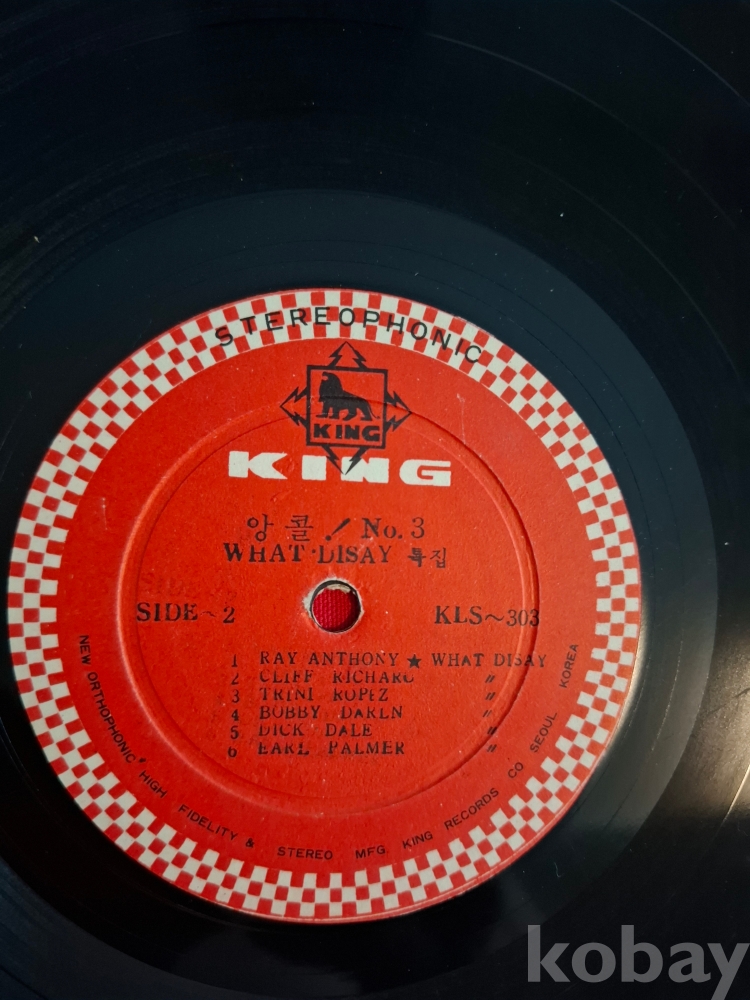 STEREOPHONIC
KING
KING
앙콜! No.3
WHAT DISAY 특집
SIDE~2 KLS~303
1 RAY ANTHONY ★ WHAT DISAY
2 CLIFF RICHARD 〃
3 TRINI ROPEZ 〃
4 BOBBY DAREN 〃
5 DICK DALE 〃
6 EARL PALMER 〃
NEW ORTHOPHONIC" HIGH FIDELITY & STEREO MFG. KING RECORDS CO SEOUL KOREA
kobay